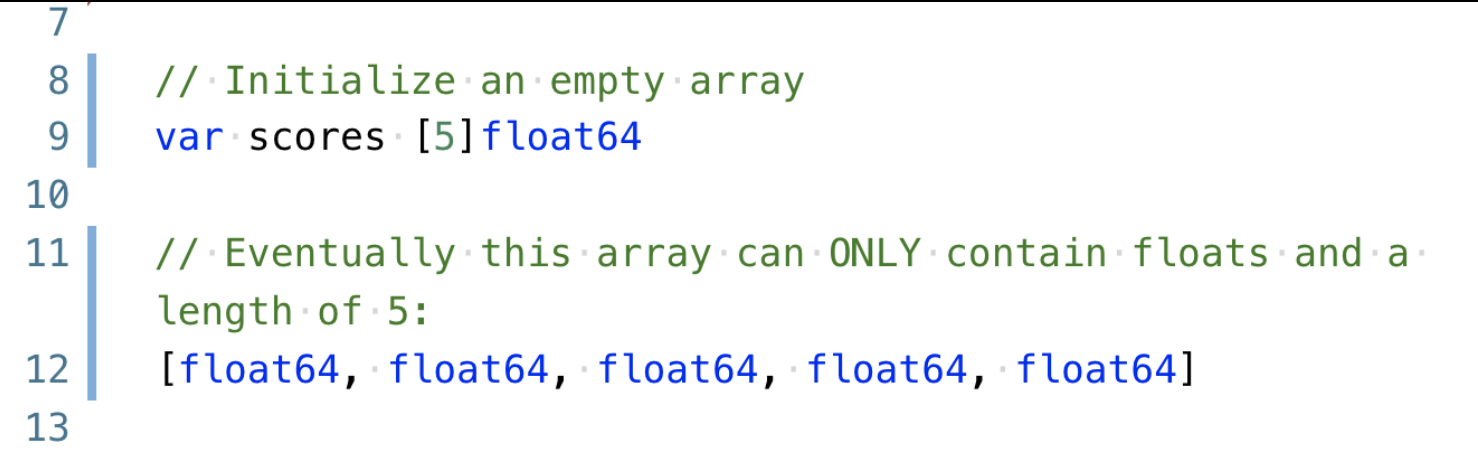 7
8 // Initialize an empty array
9 var scores [5]float64
10
11 // Eventually this array can ONLY contain floats and a
length of 5:
12 [float64, float64, float64, float64, float64]
13